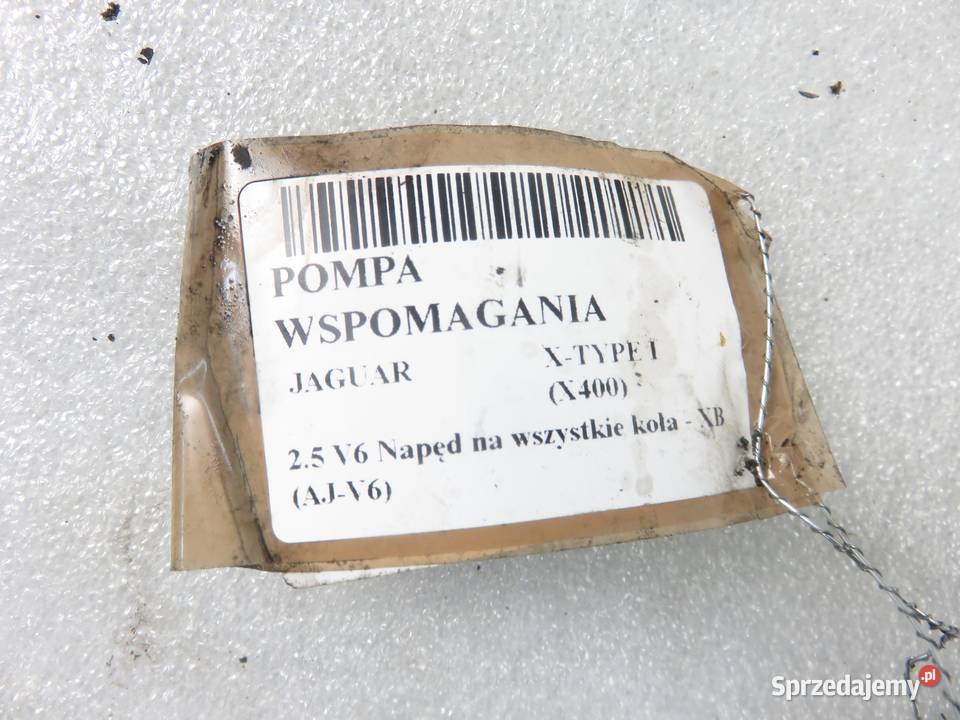 POMPA
WSPOMAGANIA
JAGUAR X-TYPE I
(X400)
2.5 V6 Napęd na wszystkie koła - XB
(AJ-V6)
Sprzedajemy.pl